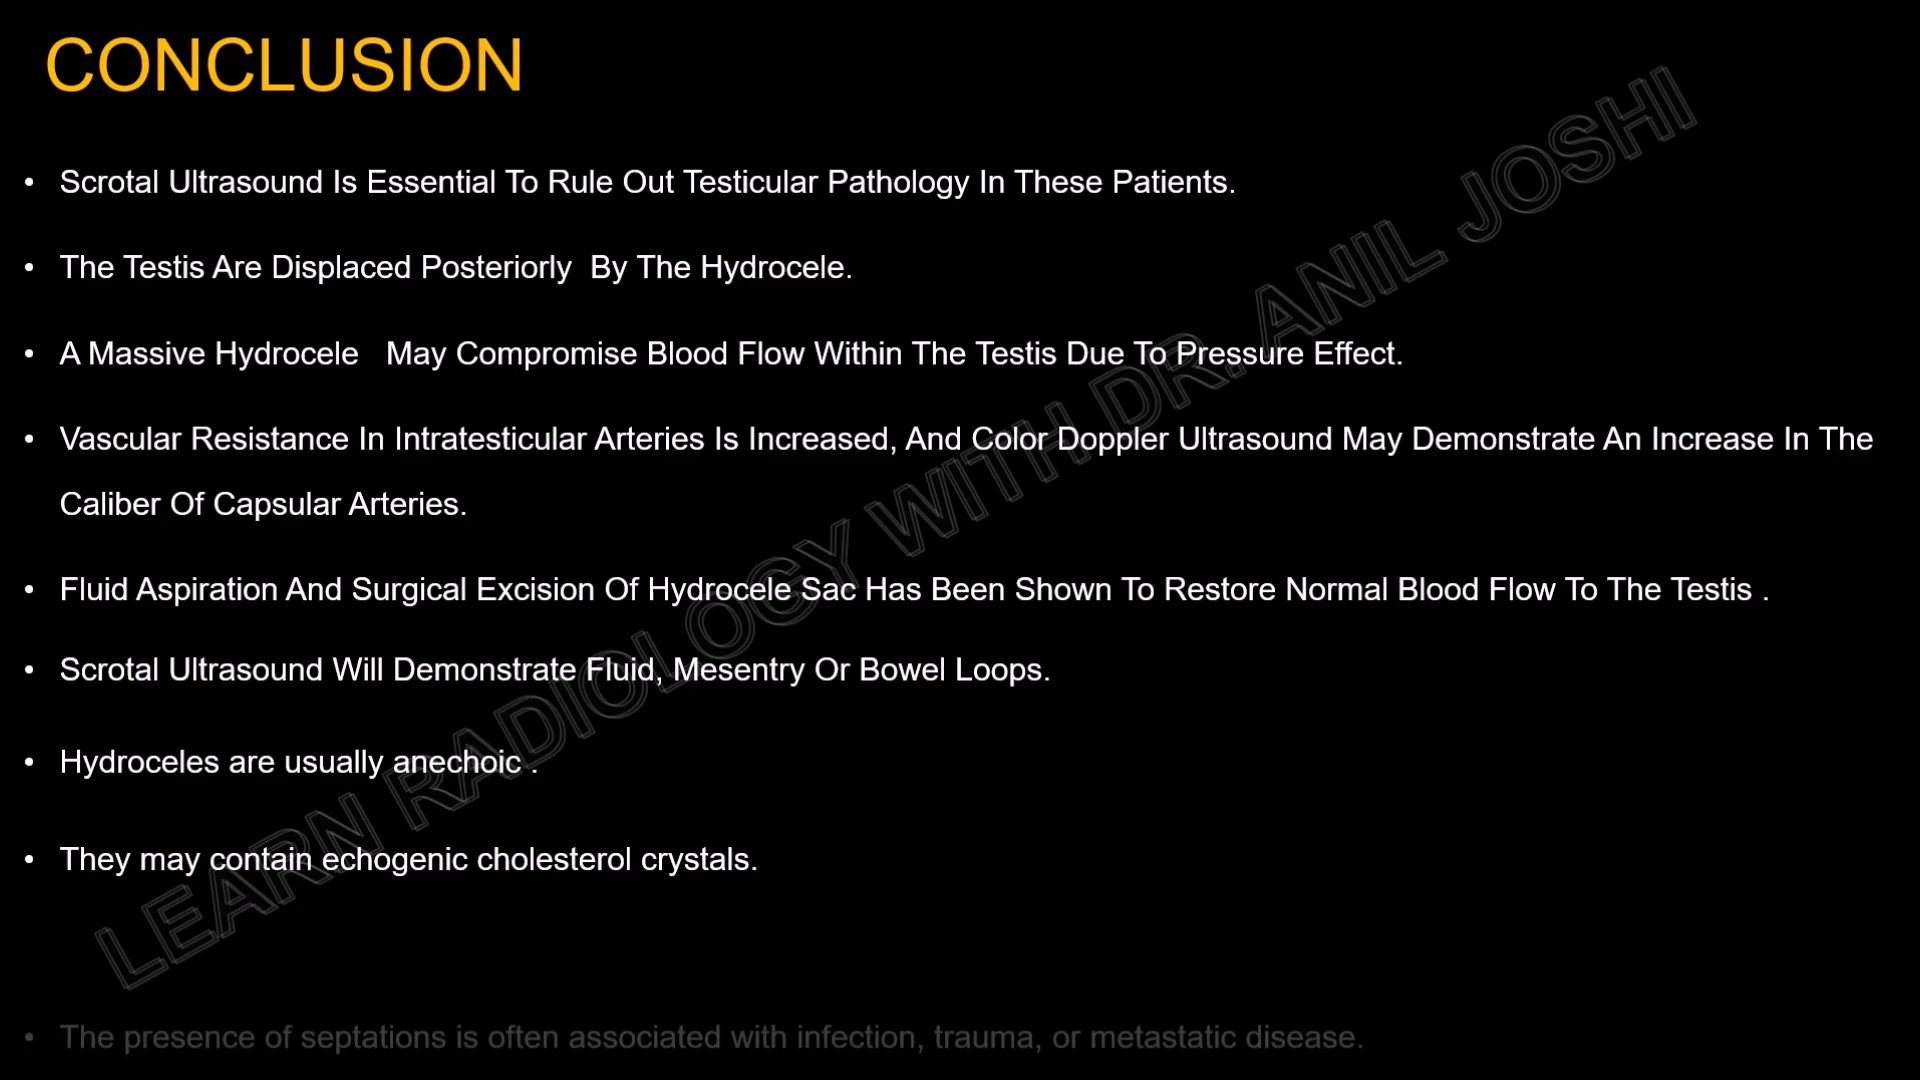 CONCLUSION
• Scrotal Ultrasound Is Essential To Rule Out Testicular Pathology In These Patients.
• The Testis Are Displaced Posteriorly  By The Hydrocele.
• A Massive Hydrocele   May Compromise Blood Flow Within The Testis Due To Pressure Effect.
• Vascular Resistance In Intratesticular Arteries Is Increased, And Color Doppler Ultrasound May Demonstrate An Increase In The
Caliber Of Capsular Arteries.
• Fluid Aspiration And Surgical Excision Of Hydrocele Sac Has Been Shown To Restore Normal Blood Flow To The Testis .
• Scrotal Ultrasound Will Demonstrate Fluid, Mesentry Or Bowel Loops.
• Hydroceles are usually anechoic .
• They may contain echogenic cholesterol crystals.
• The presence of septations is often associated with infection, trauma, or metastatic disease.
LEARN RADIOLOGY WITH DR. ANIL JOSHI